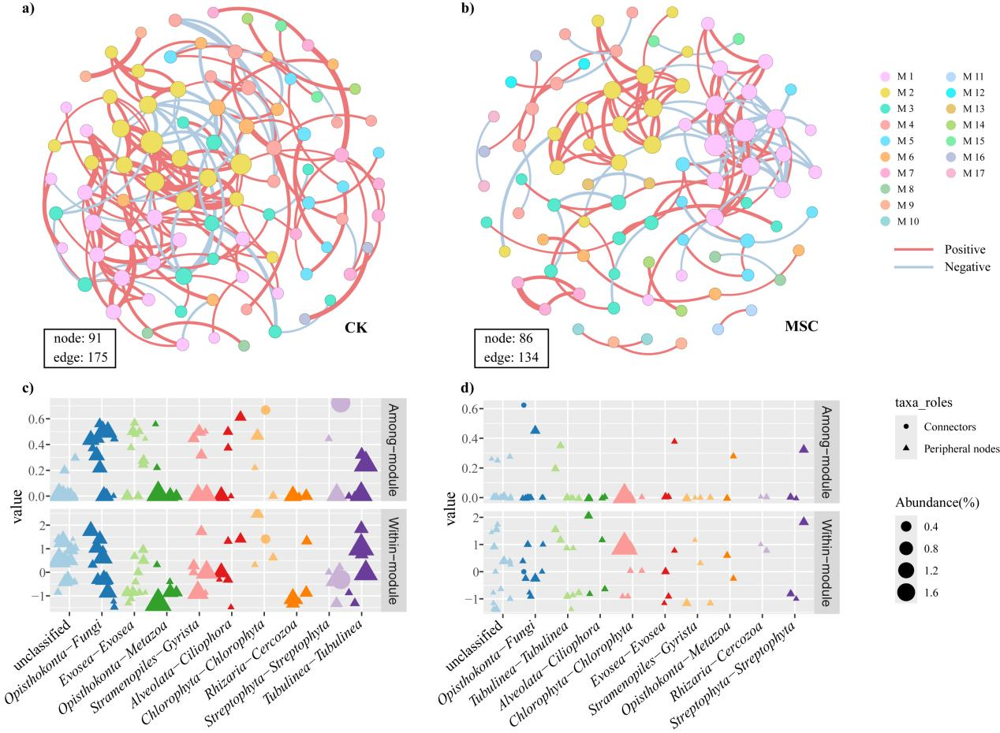 a)
CK
node: 91
edge: 175
b)
MSC
node: 86
edge: 134
M 1
M 2
M 3
M 4
M 5
M 6
M 7
M 8
M 9
M 10
M 11
M 12
M 13
M 14
M 15
M 16
M 17
Positive
Negative
c)
value
0.6
0.4
0.2
0.0
Among−module
2
1
0
−1
Within−module
unclassified
Opisthokonta−Fungi
Evosea−Evosea
Opisthokonta−Metazoa
Stramenopiles−Gyrista
Alveolata−Ciliophora
Chlorophyta−Chlorophyta
Rhizaria−Cercozoa
Streptophyta−Streptophyta
Tubulinea−Tubulinea
d)
value
0.6
0.4
0.2
0.0
Among−module
2
1
0
−1
Within−module
unclassified
Opisthokonta−Fungi
Tubulinea−Tubulinea
Alveolata−Ciliophora
Chlorophyta−Chlorophyta
Evosea−Evosea
Stramenopiles−Gyrista
Opisthokonta−Metazoa
Rhizaria−Cercozoa
Streptophyta−Streptophyta
taxa_roles
Connectors
Peripheral nodes
Abundance(%)
0.4
0.8
1.2
1.6